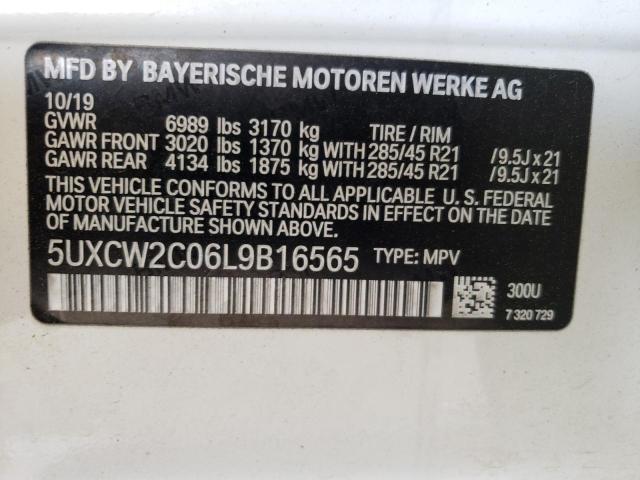 MFD BY BAYERISCHE MOTOREN WERKE AG
10/19
GVWR 6989 lbs 3170 kg TIRE / RIM
GAWR FRONT 3020 lbs 1370 kg WITH 285/45 R21 /9.5J x 21
GAWR REAR 4134 lbs 1875 kg WITH 285/45 R21 /9.5J x 21
THIS VEHICLE CONFORMS TO ALL APPLICABLE U. S. FEDERAL
MOTOR VEHICLE SAFETY STANDARDS IN EFFECT ON THE DATE
OF MANUFACTURE SHOWN ABOVE.
5UXCW2C06L9B16565 TYPE: MPV
300U
7 320 729